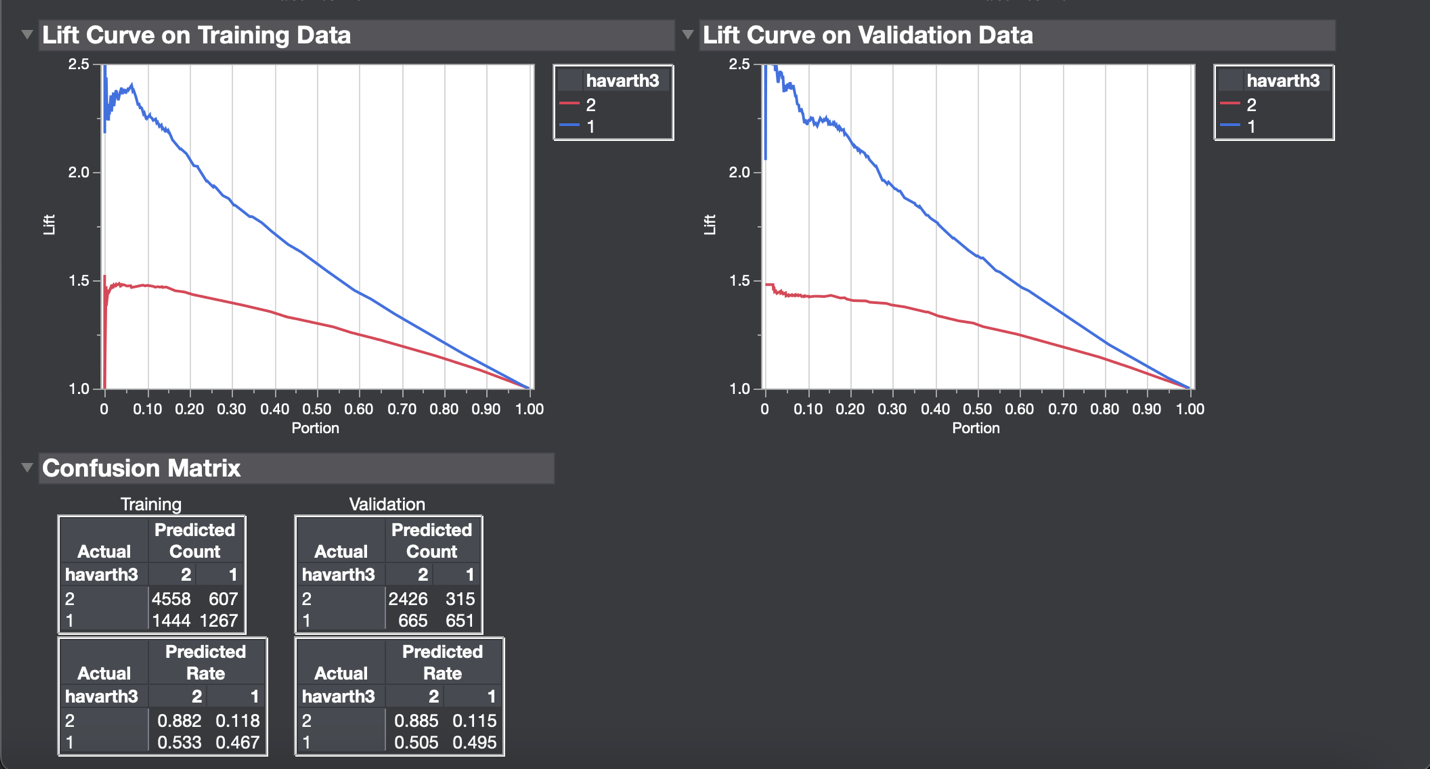 Lift Curve on Training Data
2.5
2.0
1.5
1.0
Lift
0 0.10 0.20 0.30 0.40 0.50 0.60 0.70 0.80 0.90 1.00
Portion
havarth3
2
1
Lift Curve on Validation Data
2.5
2.0
1.5
1.0
Lift
0 0.10 0.20 0.30 0.40 0.50 0.60 0.70 0.80 0.90 1.00
Portion
havarth3
2
1
Confusion Matrix
Training
Predicted
Actual Count
havarth3 2 1
2 4558 607
1 1444 1267
Predicted
Actual Rate
havarth3 2 1
2 0.882 0.118
1 0.533 0.467
Validation
Predicted
Actual Count
havarth3 2 1
2 2426 315
1 665 651
Predicted
Actual Rate
havarth3 2 1
2 0.885 0.115
1 0.505 0.495